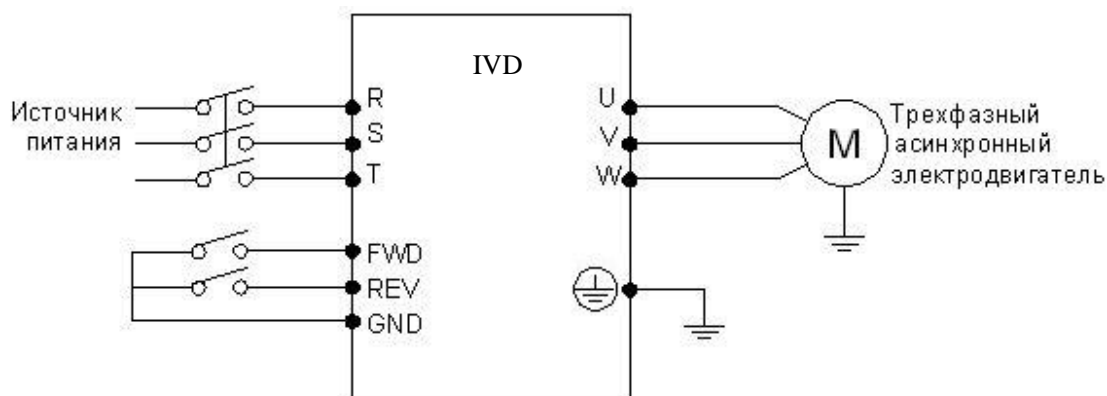 IVD
Источник
питания
R
S
T
U
V
W
M
Трехфазный
асинхронный
электродвигатель
FWD
REV
GND